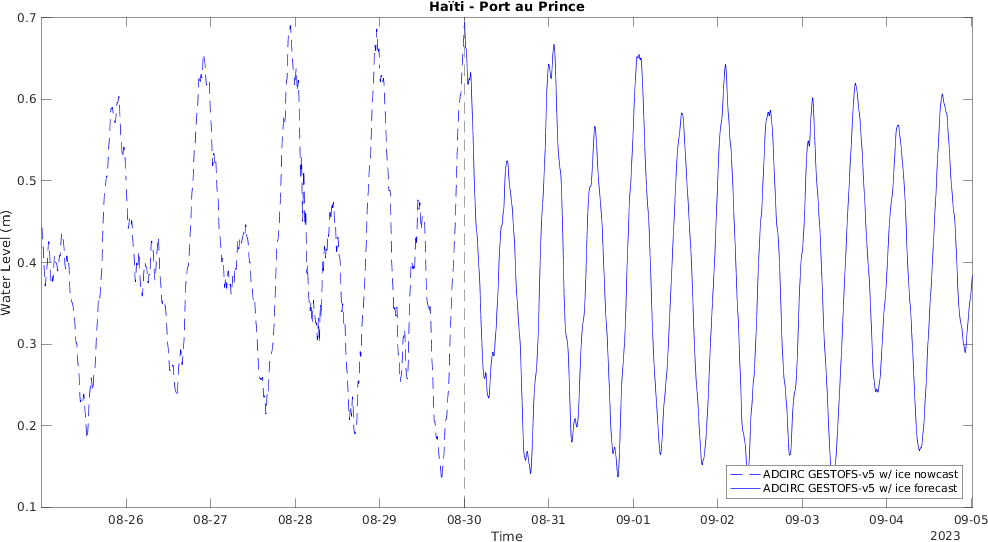 Haïti - Port au Prince
0.7
0.6
0.5
0.4
0.3
0.2
0.1
Water Level (m)
ADCIRC GESTOFS-v5 w/ ice nowcast
ADCIRC GESTOFS-v5 w/ ice forecast
08-26 08-27 08-28 08-29 08-30 08-31 09-01 09-02 09-03 09-04 09-05
Time
2023